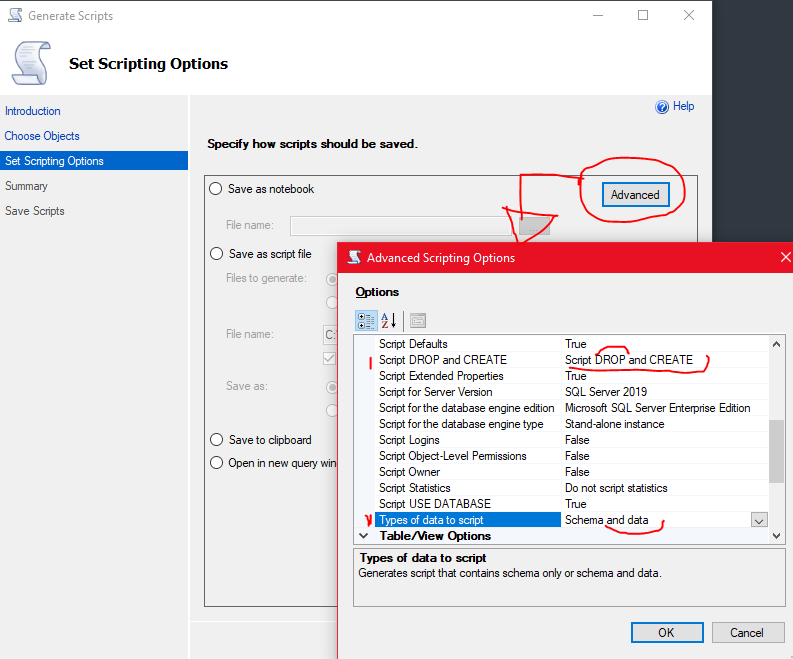 Generate Scripts
Set Scripting Options
Help
Introduction
Choose Objects
Set Scripting Options
Summary
Save Scripts
Specify how scripts should be saved.
Save as notebook
Advanced
File name:
...
Save as script file
Files to generate:
File name:
C:
Save as:
Save to clipboard
Open in new query win
Advanced Scripting Options
Options
Script Defaults True
Script DROP and CREATE Script DROP and CREATE
Script Extended Properties True
Script for Server Version SQL Server 2019
Script for the database engine edition Microsoft SQL Server Enterprise Edition
Script for the database engine type Stand-alone instance
Script Logins False
Script Object-Level Permissions False
Script Owner False
Script Statistics Do not script statistics
Script USE DATABASE True
Types of data to script Schema and data
Table/View Options
Types of data to script
Generates script that contains schema only or schema and data.
OK Cancel